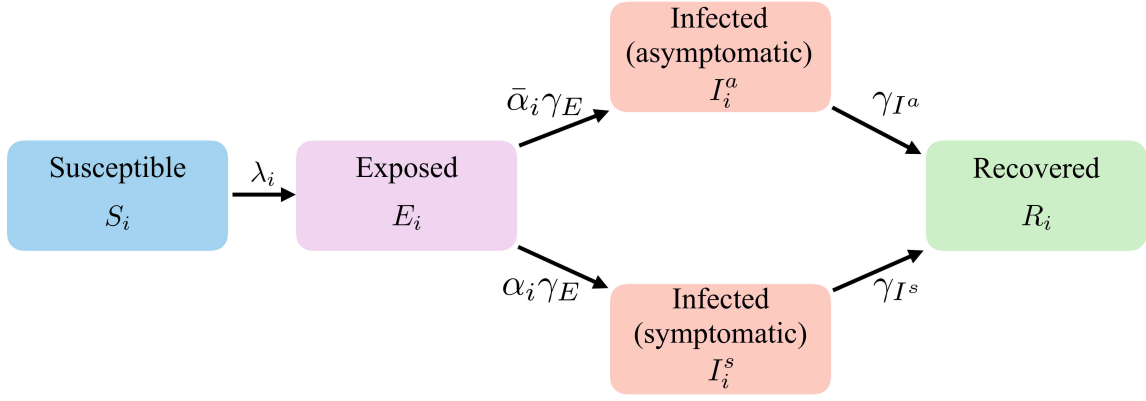 Susceptible
S_i
λ_i
Exposed
E_i
ᾱ_iγ_E
α_iγ_E
Infected
(asymptomatic)
I_i^a
Infected
(symptomatic)
I_i^s
γ_{I^a}
γ_{I^s}
Recovered
R_i